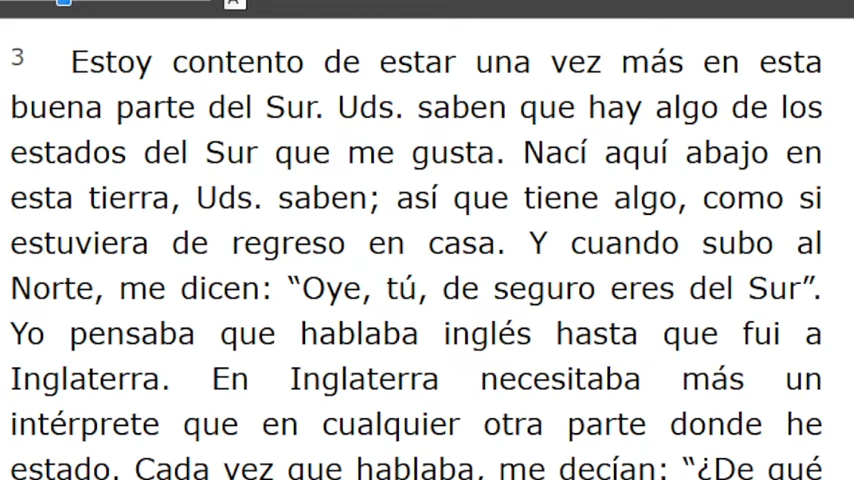 3 Estoy contento de estar una vez más en esta
buena parte del Sur. Uds. saben que hay algo de los
estados del Sur que me gusta. Nací aquí abajo en
esta tierra, Uds. saben; así que tiene algo, como si
estuviera de regreso en casa. Y cuando subo al
Norte, me dicen: “Oye, tú, de seguro eres del Sur”.
Yo pensaba que hablaba inglés hasta que fui a
Inglaterra. En Inglaterra necesitaba más un
intérprete que en cualquier otra parte donde he
estado. Cada vez que hablaba, me decían: “¿De qué